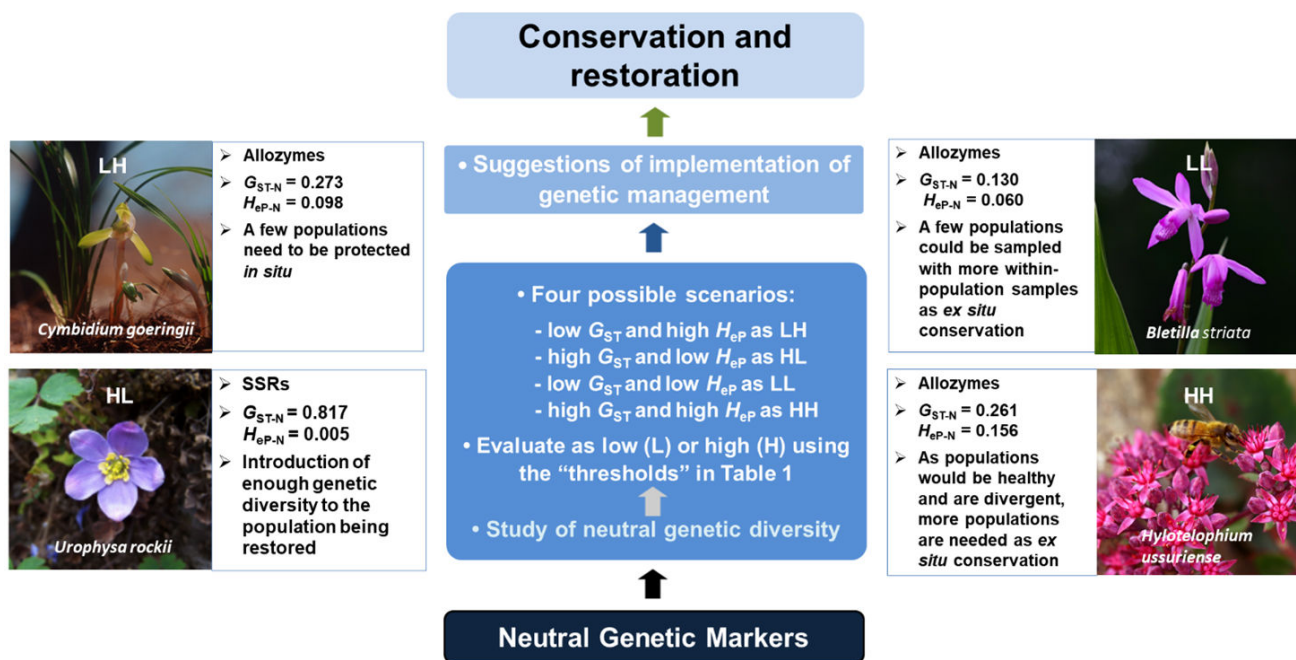 Conservation and
restoration
• Suggestions of implementation of
genetic management
• Four possible scenarios:
- low GST and high HeP as LH
- high GST and low HeP as HL
- low GST and low HeP as LL
- high GST and high HeP as HH
• Evaluate as low (L) or high (H) using
the “thresholds” in Table 1
• Study of neutral genetic diversity
Neutral Genetic Markers
LH
Cymbidium goeringii
➢ Allozymes
➢ GST-N = 0.273
HeP-N = 0.098
➢ A few populations
need to be protected
in situ
HL
Urophysa rockii
➢ SSRs
➢ GST-N = 0.817
HeP-N = 0.005
➢ Introduction of
enough genetic
diversity to the
population being
restored
➢ Allozymes
➢ GST-N = 0.130
HeP-N = 0.060
➢ A few populations
could be sampled
with more within-
population samples
as ex situ
conservation
LL
Bletilla striata
➢ Allozymes
➢ GST-N = 0.261
HeP-N = 0.156
➢ As populations
would be healthy
and are divergent,
more populations
are needed as ex
situ conservation
HH
Hylotelophium
ussuriense